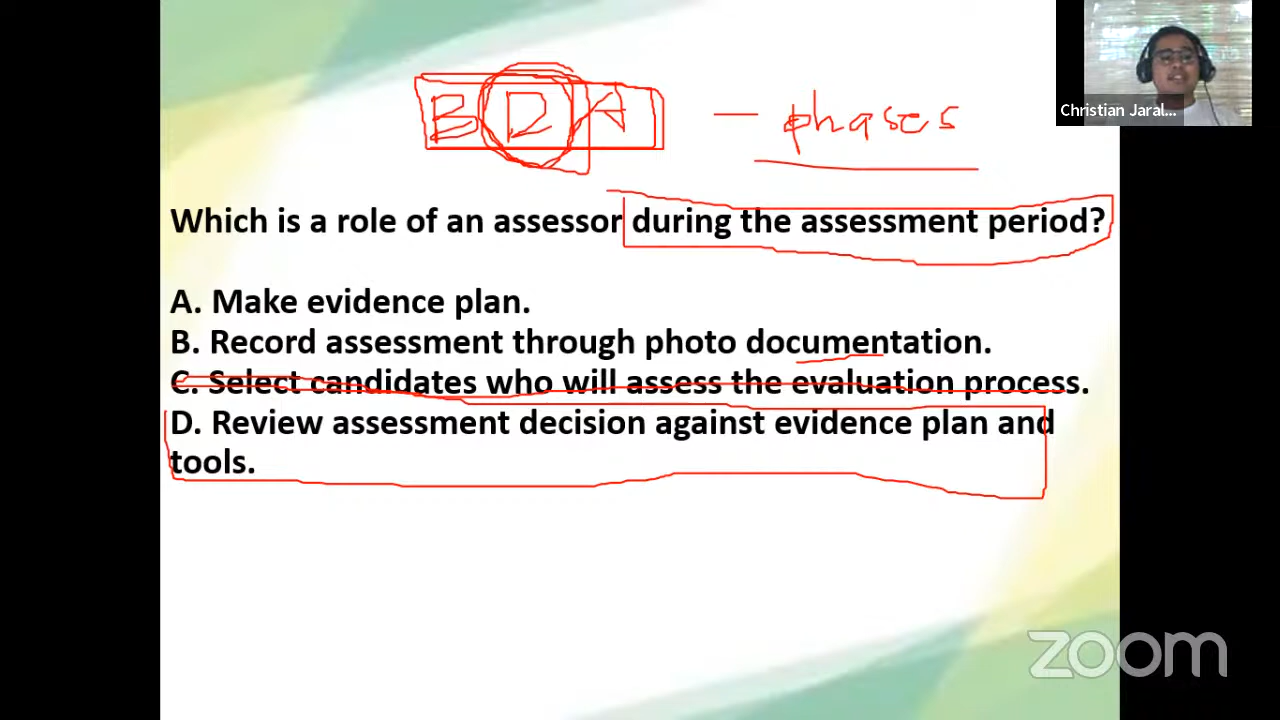 Christian Jaral...
B D A — phases
Which is a role of an assessor during the assessment period?
A. Make evidence plan.
B. Record assessment through photo documentation.
C. Select candidates who will assess the evaluation process.
D. Review assessment decision against evidence plan and
tools.
zoom